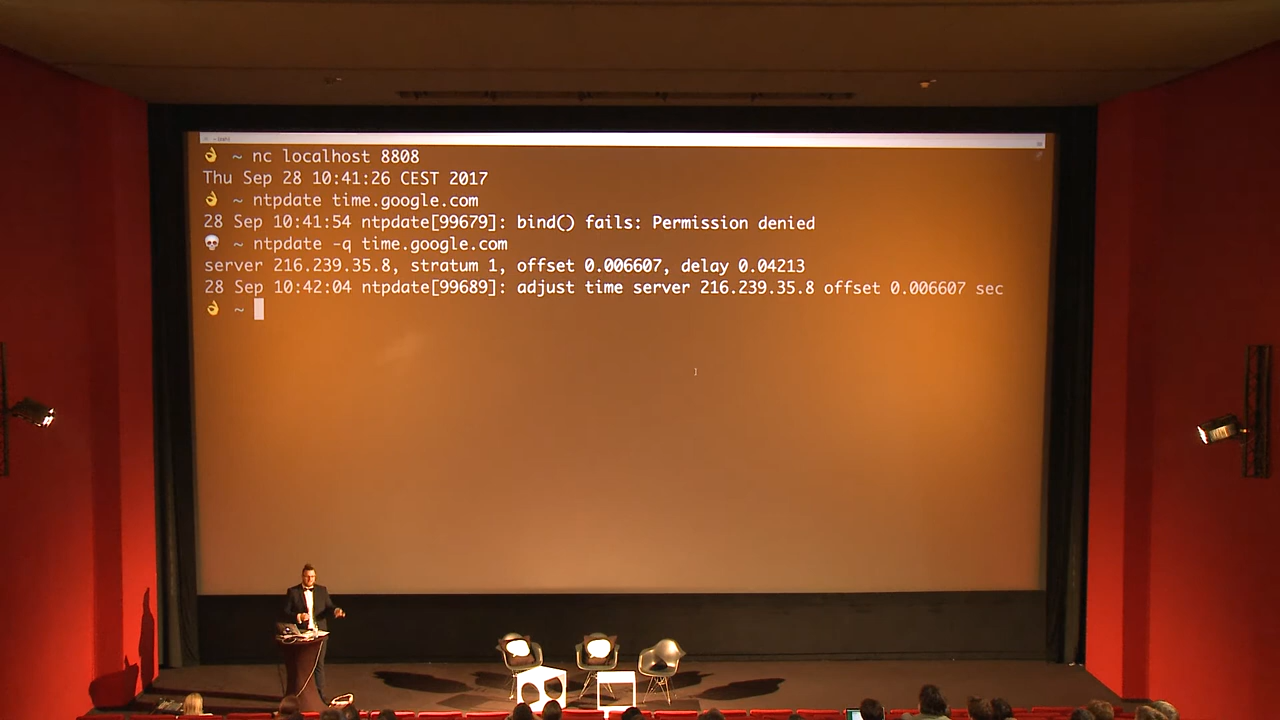 👌 ~ nc localhost 8808
Thu Sep 28 10:41:26 CEST 2017
👌 ~ ntpdate time.google.com
28 Sep 10:41:54 ntpdate[99679]: bind() fails: Permission denied
💀 ~ ntpdate -q time.google.com
server 216.239.35.8, stratum 1, offset 0.006607, delay 0.04213
28 Sep 10:42:04 ntpdate[99689]: adjust time server 216.239.35.8 offset 0.006607 sec
👌 ~